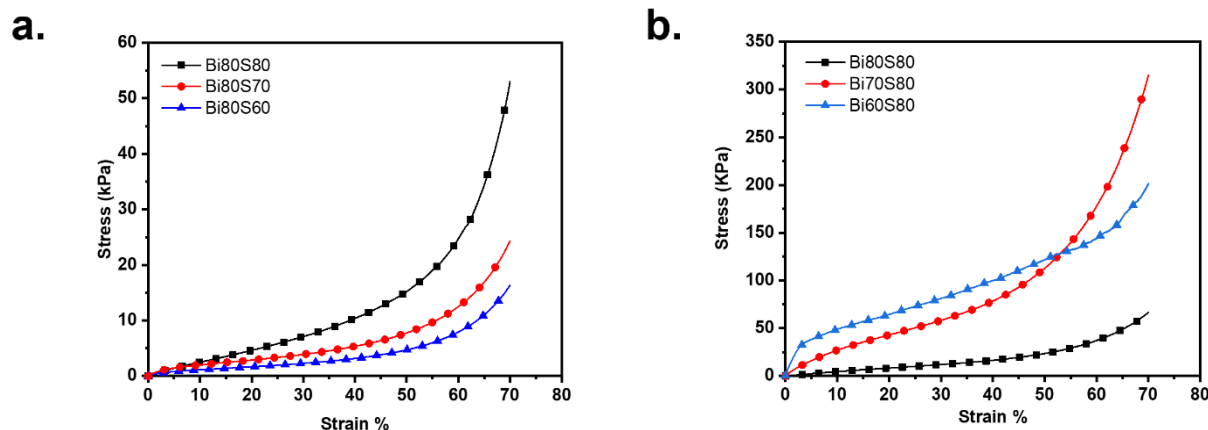 a.
60
50
40
30
20
10
0
Stress (kPa)
Bi80S80
Bi80S70
Bi80S60
0 10 20 30 40 50 60 70 80
Strain %
b.
350
300
250
200
150
100
50
0
Stress (KPa)
Bi80S80
Bi70S80
Bi60S80
0 10 20 30 40 50 60 70 80
Strain %